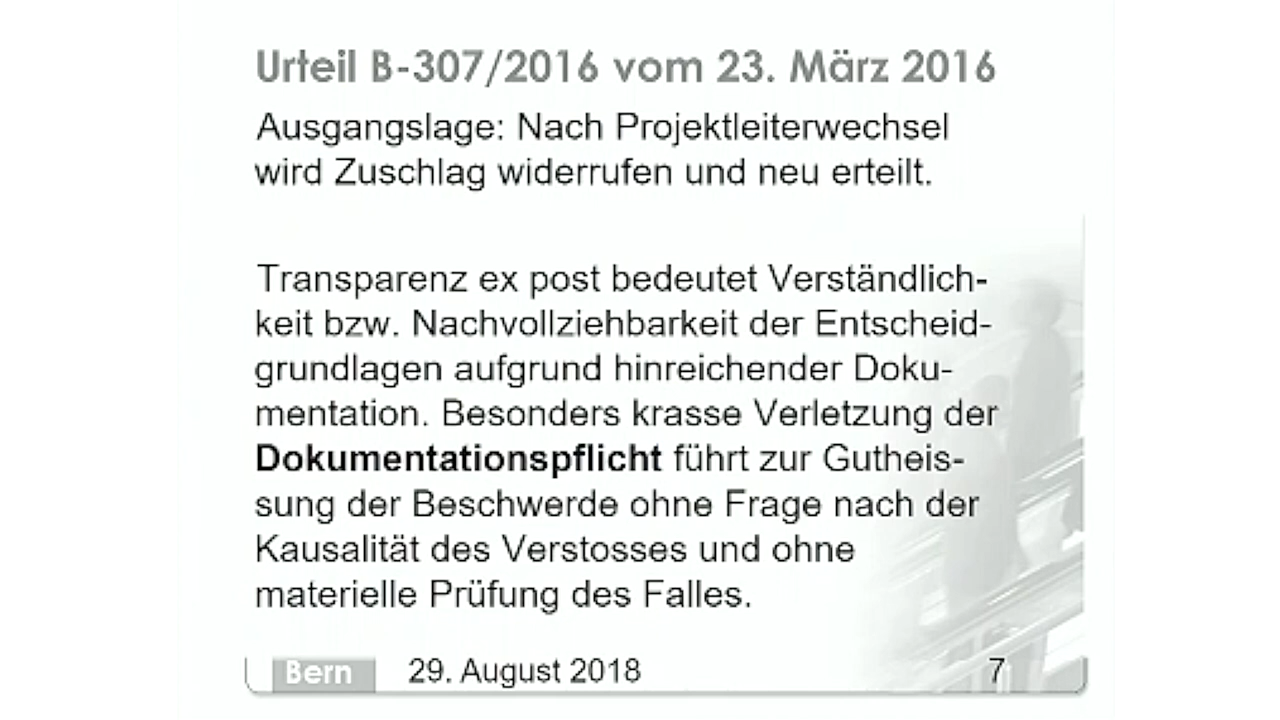 Urteil B-307/2016 vom 23. März 2016
Ausgangslage: Nach Projektleiterwechsel
wird Zuschlag widerrufen und neu erteilt.
Transparenz ex post bedeutet Verständlich-
keit bzw. Nachvollziehbarkeit der Entscheid-
grundlagen aufgrund hinreichender Doku-
mentation. Besonders krasse Verletzung der
Dokumentationspflicht führt zur Gutheis-
sung der Beschwerde ohne Frage nach der
Kausalität des Verstosses und ohne
materielle Prüfung des Falles.
Bern 29. August 2018 7